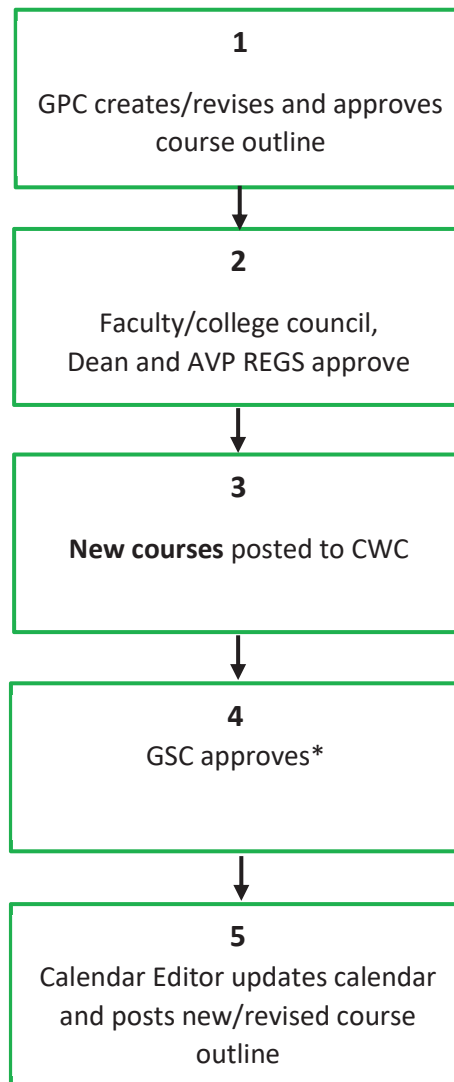 1
GPC creates/revises and approves
course outline
2
Faculty/college council,
Dean and AVP REGS approve
3
New courses posted to CWC
4
GSC approves*
5
Calendar Editor updates calendar
and posts new/revised course
outline